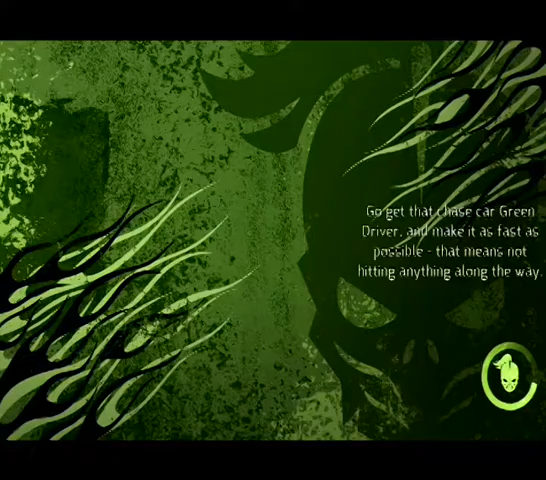 Go get that chase car Green
Driver, and make it as fast as
possible - that means not
hitting anything along the way.